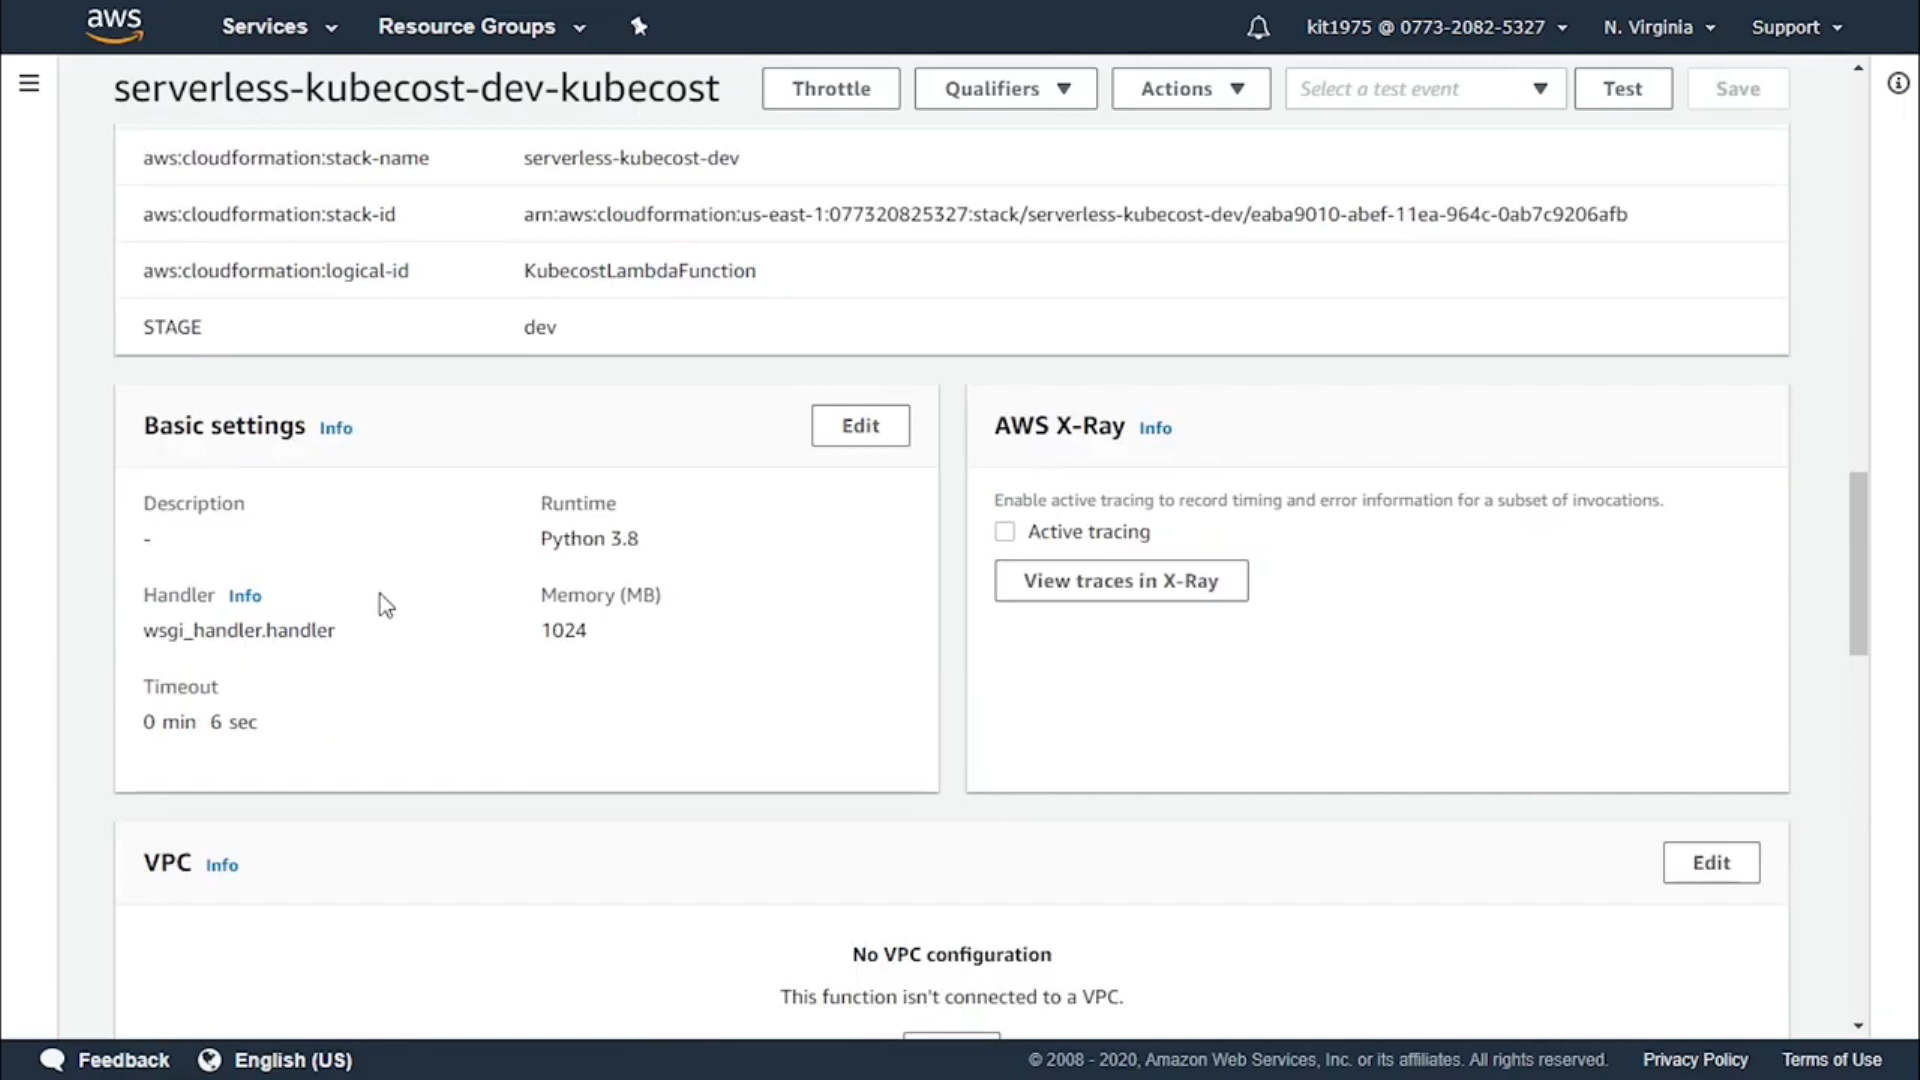 aws
Services
Resource Groups
kit1975 @ 0773-2082-5327
N. Virginia
Support
serverless-kubecost-dev-kubecost
Throttle
Qualifiers
Actions
Select a test event
Test
Save
aws:cloudformation:stack-name serverless-kubecost-dev
aws:cloudformation:stack-id arn:aws:cloudformation:us-east-1:077320825327:stack/serverless-kubecost-dev/eaba9010-abef-11ea-964c-0ab7c9206afb
aws:cloudformation:logical-id KubecostLambdaFunction
STAGE dev
Basic settings Info
Edit
Description
-
Runtime
Python 3.8
Handler Info
wsgi_handler.handler
Memory (MB)
1024
Timeout
0 min 6 sec
AWS X-Ray Info
Enable active tracing to record timing and error information for a subset of invocations.
Active tracing
View traces in X-Ray
VPC Info
Edit
No VPC configuration
This function isn't connected to a VPC.
Feedback
English (US)
© 2008 - 2020, Amazon Web Services, Inc. or its affiliates. All rights reserved.
Privacy Policy
Terms of Use